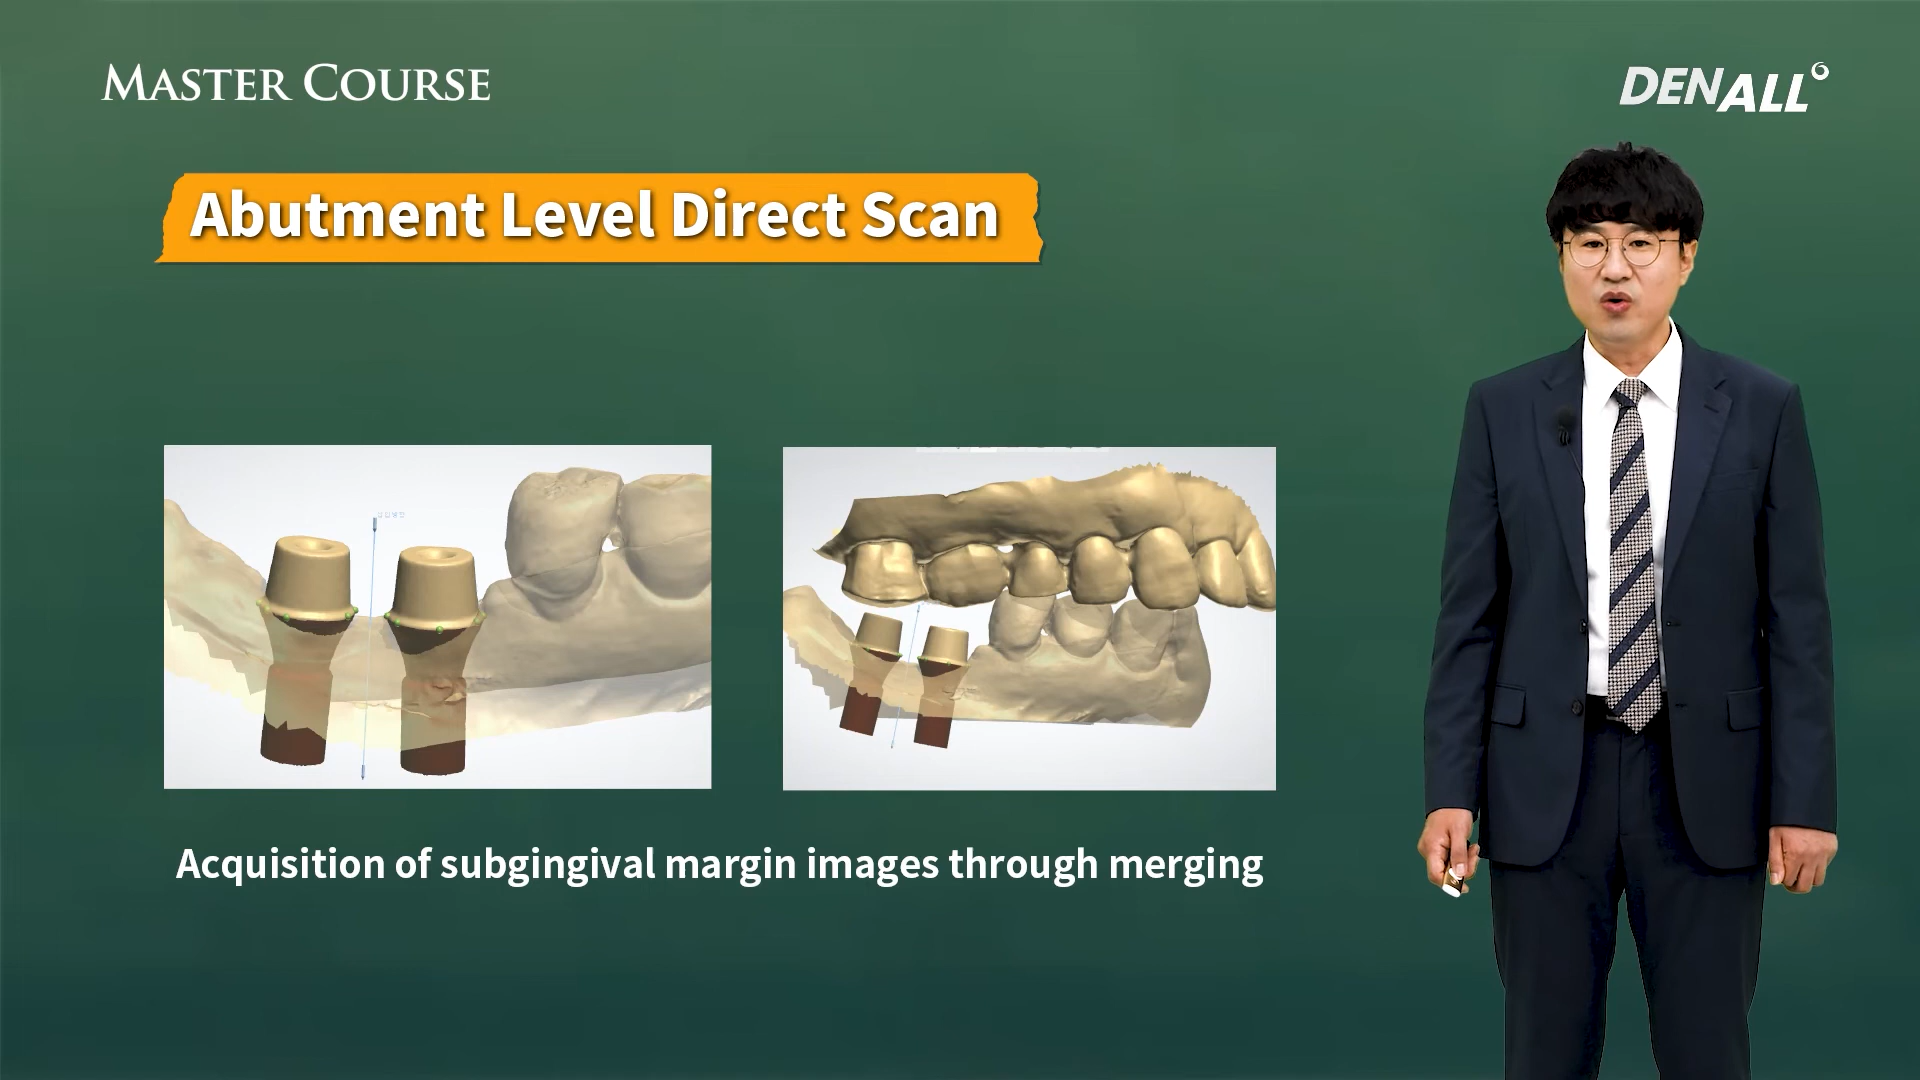 MASTER COURSE
DENALL
Abutment Level Direct Scan
Acquisition of subgingival margin images through merging